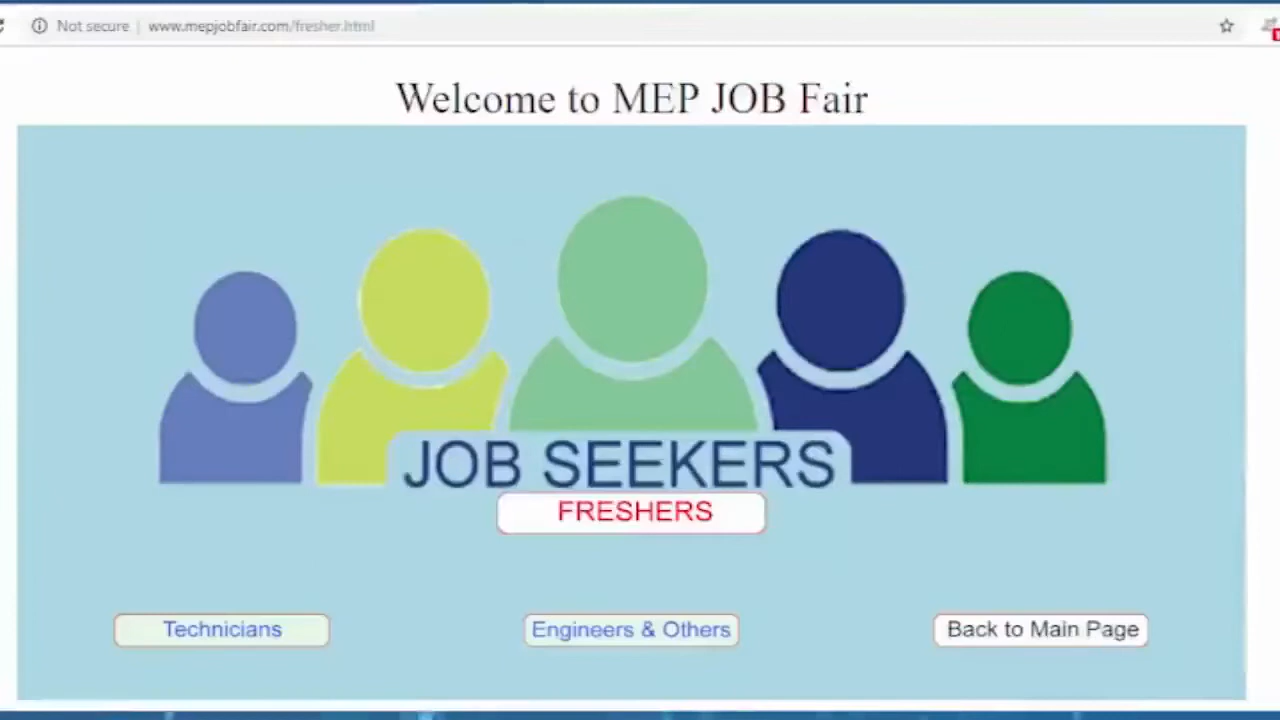 Not secure | www.mepjobfair.com/fresher.html
Welcome to MEP JOB Fair
JOB SEEKERS
FRESHERS
Technicians
Engineers & Others
Back to Main Page